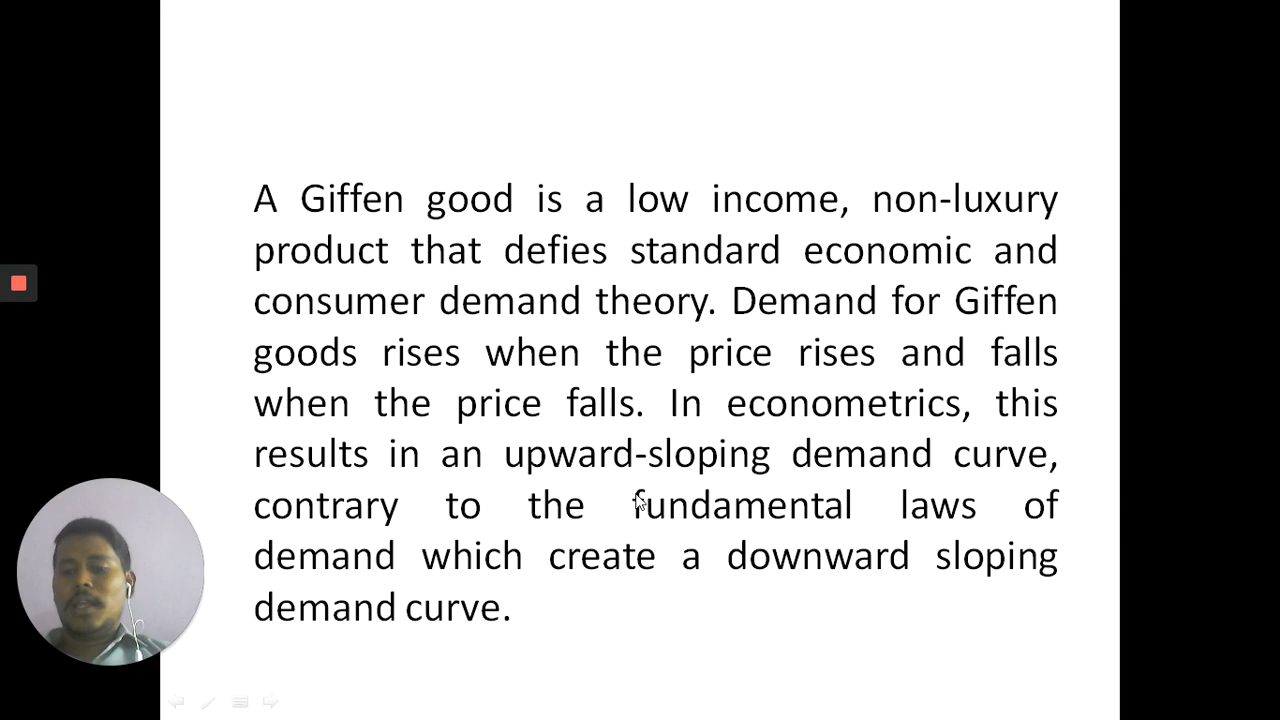 A Giffen good is a low income, non-luxury
product that defies standard economic and
consumer demand theory. Demand for Giffen
goods rises when the price rises and falls
when the price falls. In econometrics, this
results in an upward-sloping demand curve,
contrary to the fundamental laws of
demand which create a downward sloping
demand curve.